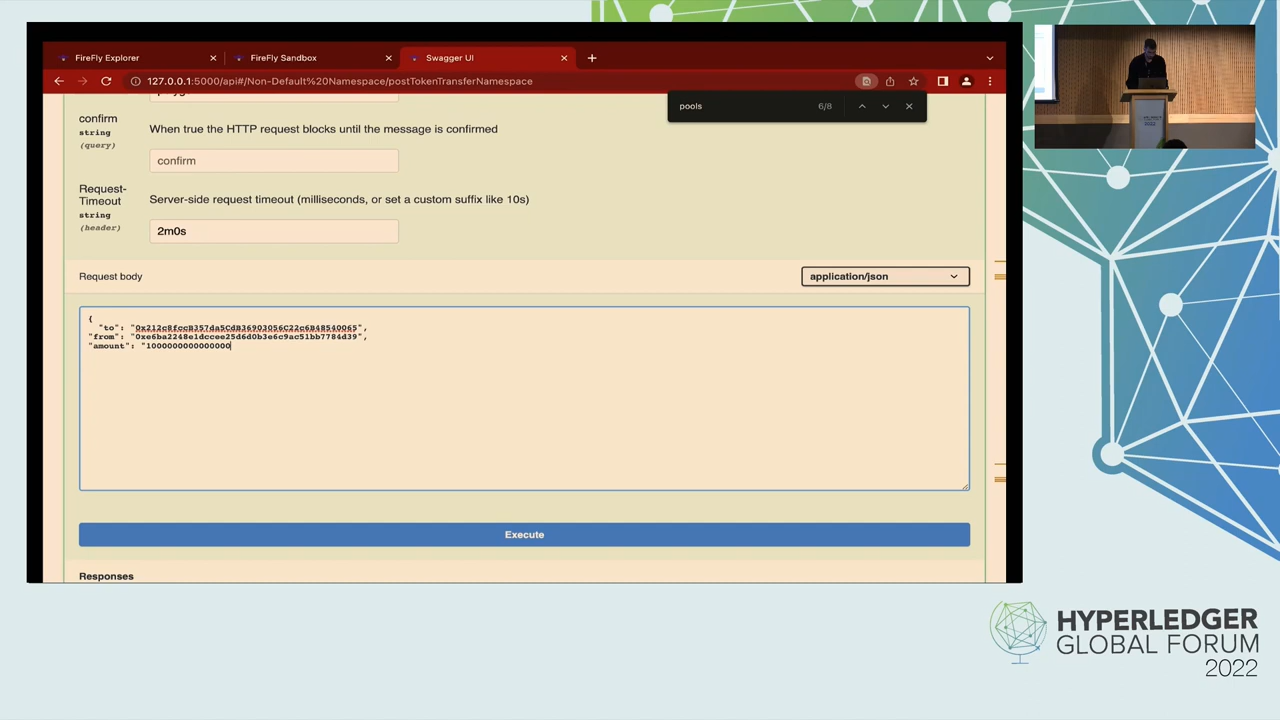 FireFly Explorer
FireFly Sandbox
Swagger UI
127.0.0.1:5000/api#/Non-Default%20Namespace/postTokenTransferNamespace
pools
6/8
confirm
string
(query)
When true the HTTP request blocks until the message is confirmed
confirm
Request-
Timeout
string
(header)
Server-side request timeout (milliseconds, or set a custom suffix like 10s)
2m0s
Request body
application/json
{
"to": "0x212c8fccB357da5CdB36903056C22c6B48540065",
"from": "0xe6ba2248e1dccee25d6d0b3e6c9ac51bb7784d39",
"amount": "1000000000000000
Execute
Responses
HYPERLEDGER
GLOBAL FORUM
2022